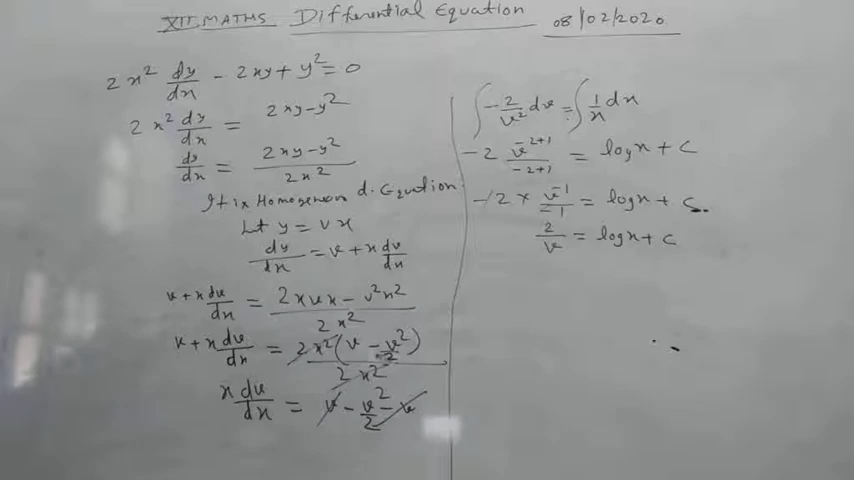 XII MATHS Differential Equation 08/02/2020
2x² dy/dx - 2xy + y² = 0
2x² dy/dx = 2xy - y²
dy/dx = (2xy - y²)/(2x²)
It is Homogeneous d. Equation.
Let y = vx
dy/dx = v + x dv/dx
v + x dv/dx = (2xvx - v²x²)/(2x²)
v + x dv/dx = 2x²(v - v²/2)/(2x²)
x dv/dx = v - v²/2 - v
∫ -2/v² dv = ∫ 1/x dx
-2 v⁻²⁺¹/(-2+1) = log x + C
-2 × v⁻¹/-1 = log x + C
2/v = log x + C